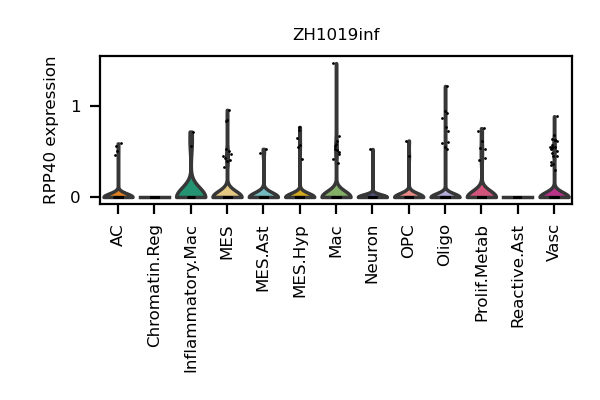 ZH1019inf
RPP40 expression
1
0
AC
Chromatin.Reg
Inflammatory.Mac
MES
MES.Ast
MES.Hyp
Mac
Neuron
OPC
Oligo
Prolif.Metab
Reactive.Ast
Vasc